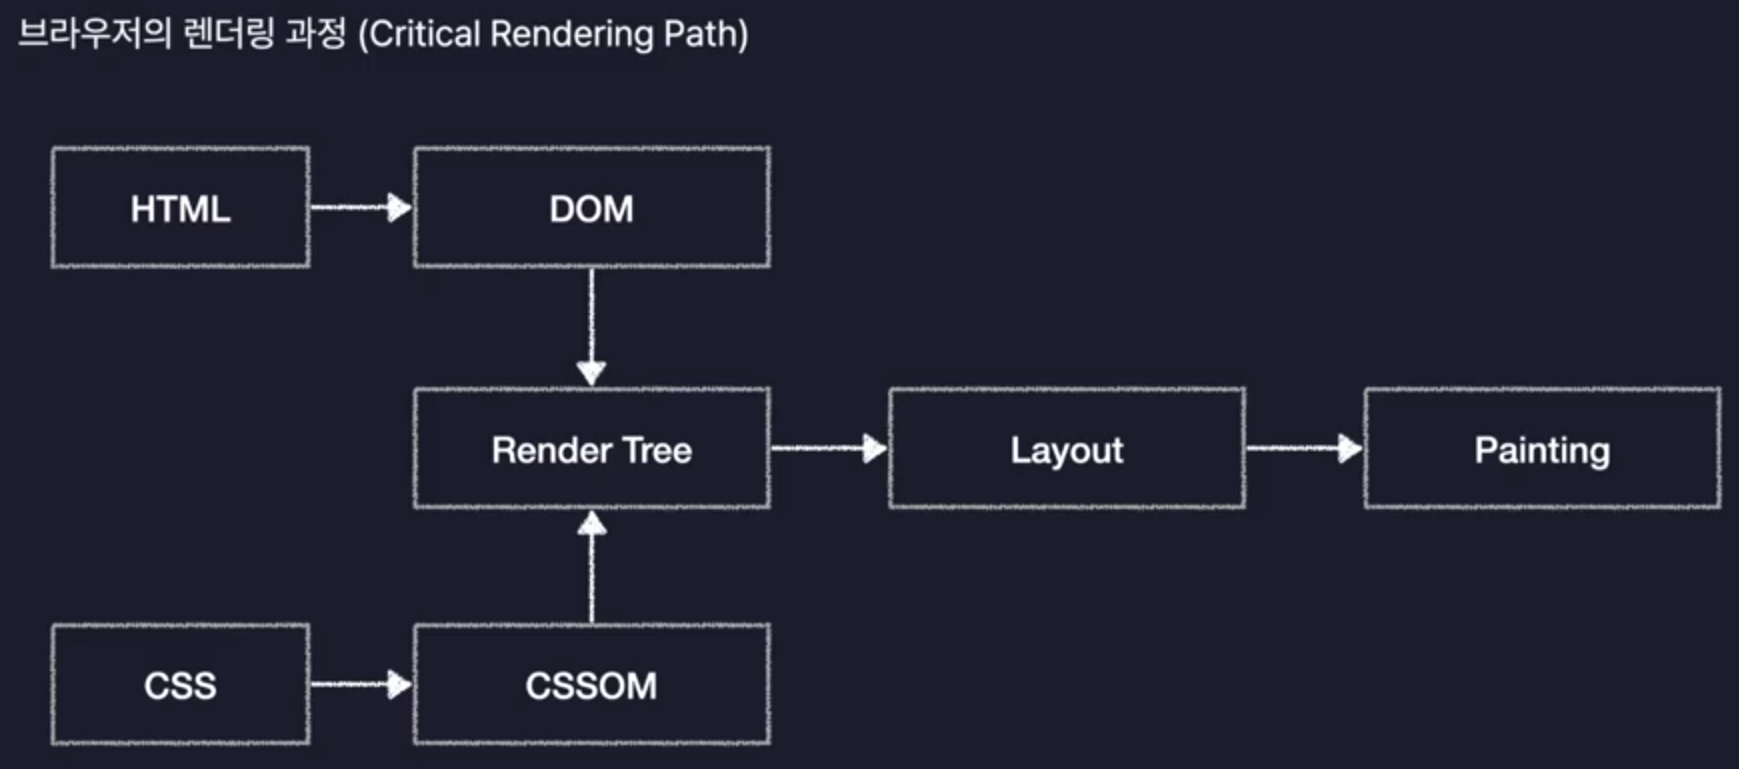 브라우저의 렌더링 과정 (Critical Rendering Path)
HTML
DOM
Render Tree
Layout
Painting
CSS
CSSOM